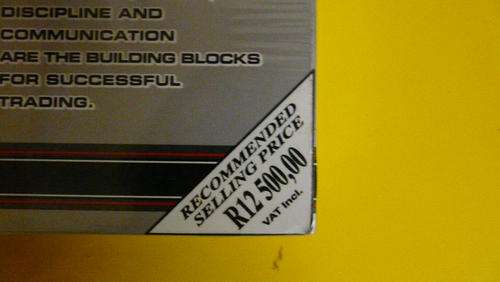 DISCIPLINE AND
COMMUNICATION
ARE THE BUILDING BLOCKS
FOR SUCCESSFUL
TRADING.
RECOMMENDED
SELLING PRICE
R12 500,00
VAT incl.